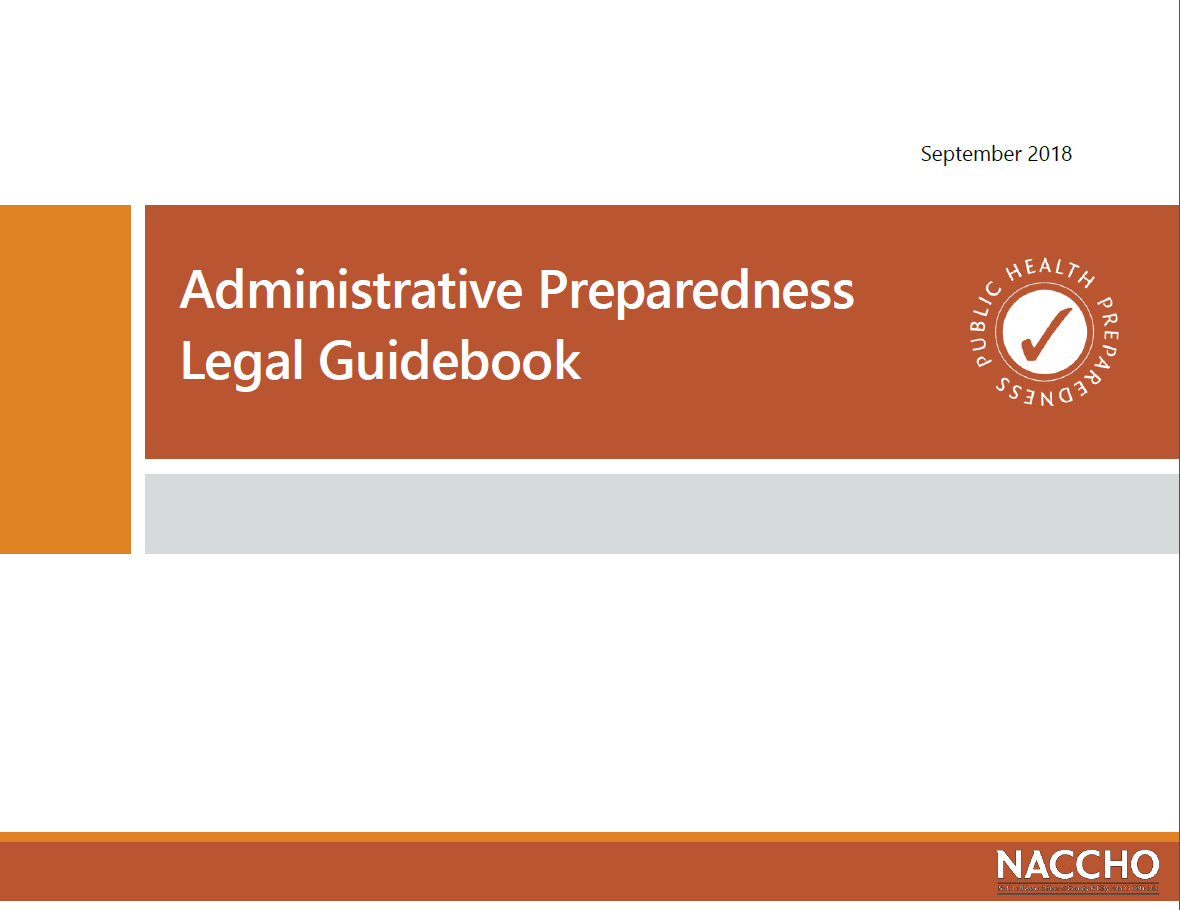 September 2018
Administrative Preparedness
Legal Guidebook
PUBLIC HEALTH PREPAREDNESS
NACCHO